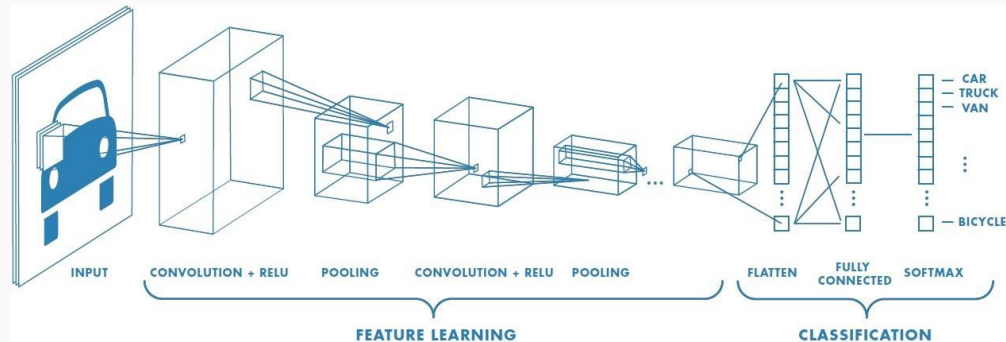 CAR
TRUCK
VAN
BICYCLE
INPUT
CONVOLUTION + RELU
POOLING
CONVOLUTION + RELU
POOLING
FLATTEN
FULLY
CONNECTED
SOFTMAX
FEATURE LEARNING
CLASSIFICATION